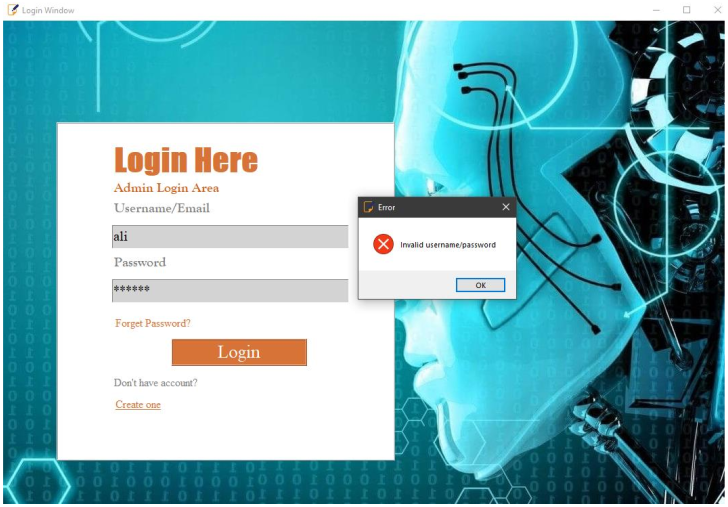 Login Window
Login Here
Admin Login Area
Username/Email
ali
Password
******
Forget Password?
Login
Don't have account?
Create one
Error
Invalid username/password
OK